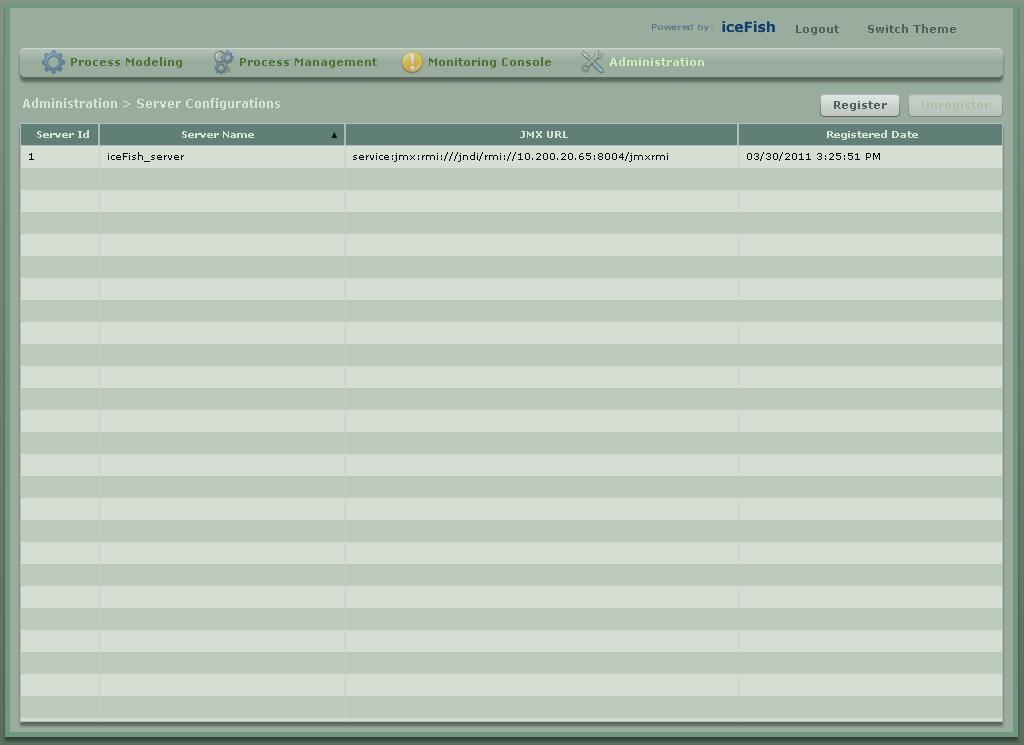 Powered by: iceFish Logout Switch Theme
Process Modeling Process Management Monitoring Console Administration
Administration > Server Configurations Register Unregister
Server Id Server Name ▲ JMX URL Registered Date
1 iceFish_server service:jmx:rmi:///jndi/rmi://10.200.20.65:8004/jmxrmi 03/30/2011 3:25:51 PM